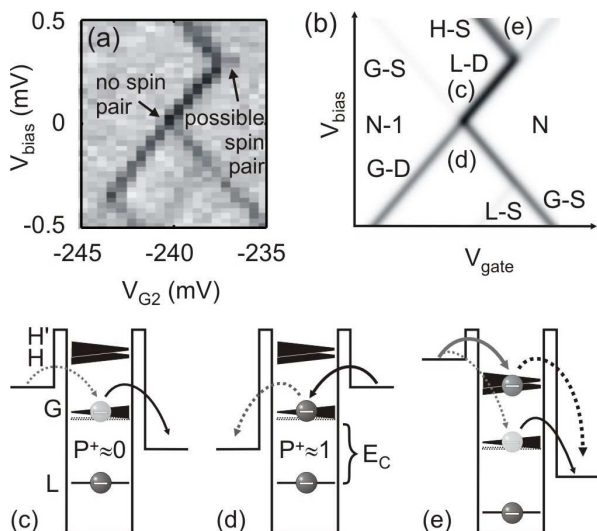 (a)
0.5
0
-0.5
V_bias (mV)
no spin
pair
possible
spin
pair
-245
-240
-235
V_G2 (mV)
(b)
V_bias
H-S
(e)
L-D
G-S
(c)
N-1
N
(d)
G-D
L-S
G-S
V_gate
H'
H
G
P⁺≈0
L
(c)
P⁺≈1
E_C
(d)
(e)